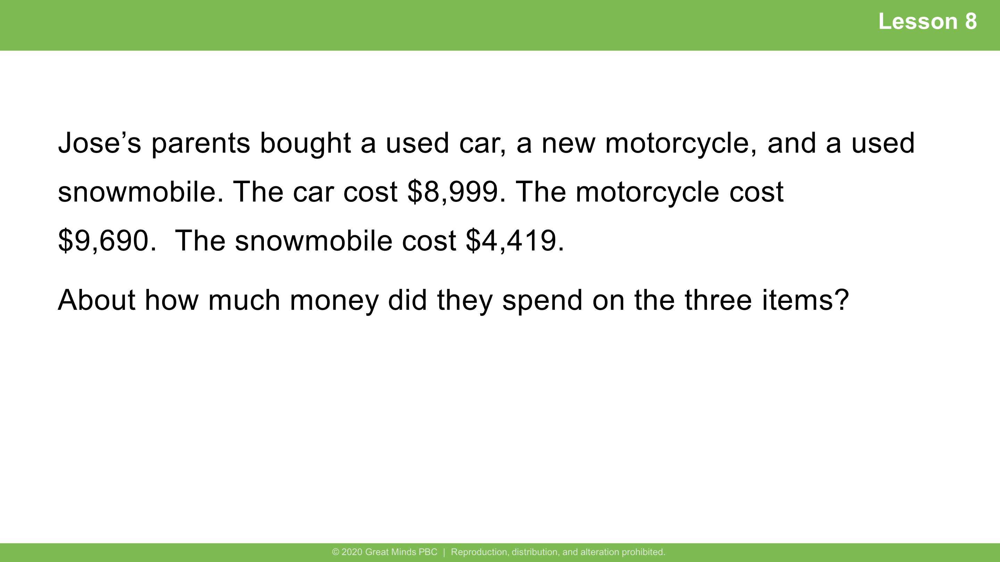 Lesson 8
Jose’s parents bought a used car, a new motorcycle, and a used
snowmobile. The car cost $8,999. The motorcycle cost
$9,690.  The snowmobile cost $4,419.
About how much money did they spend on the three items?
© 2020 Great Minds PBC | Reproduction, distribution, and alteration prohibited.